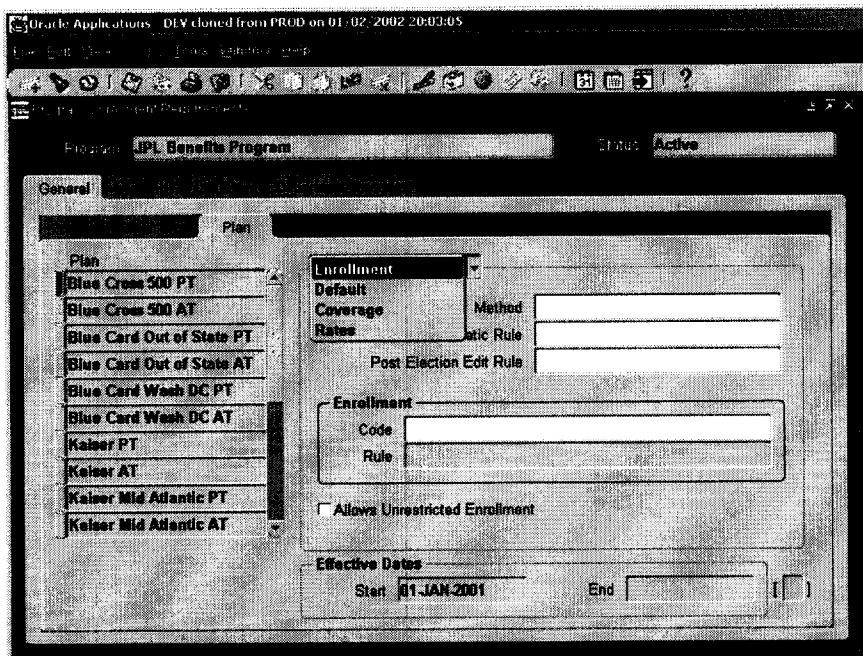 Oracle Applications - DEV cloned from PROD on 01/02/2002 20:03:05
Window Help
Program JPL Benefits Program
Status Active
General
Plan
Plan
Blue Cross 500 PT
Blue Cross 500 AT
Blue Card Out of State PT
Blue Card Out of State AT
Blue Card Wash DC PT
Blue Card Wash DC AT
Kaiser PT
Kaiser AT
Kaiser Mid Atlantic PT
Kaiser Mid Atlantic AT
Enrollment
Default
Coverage
Rates
Method
atic Rule
Post Election Edit Rule
Enrollment
Code
Rule
Allows Unrestricted Enrollment
Effective Dates
Start 01-JAN-2001
End
[ ]